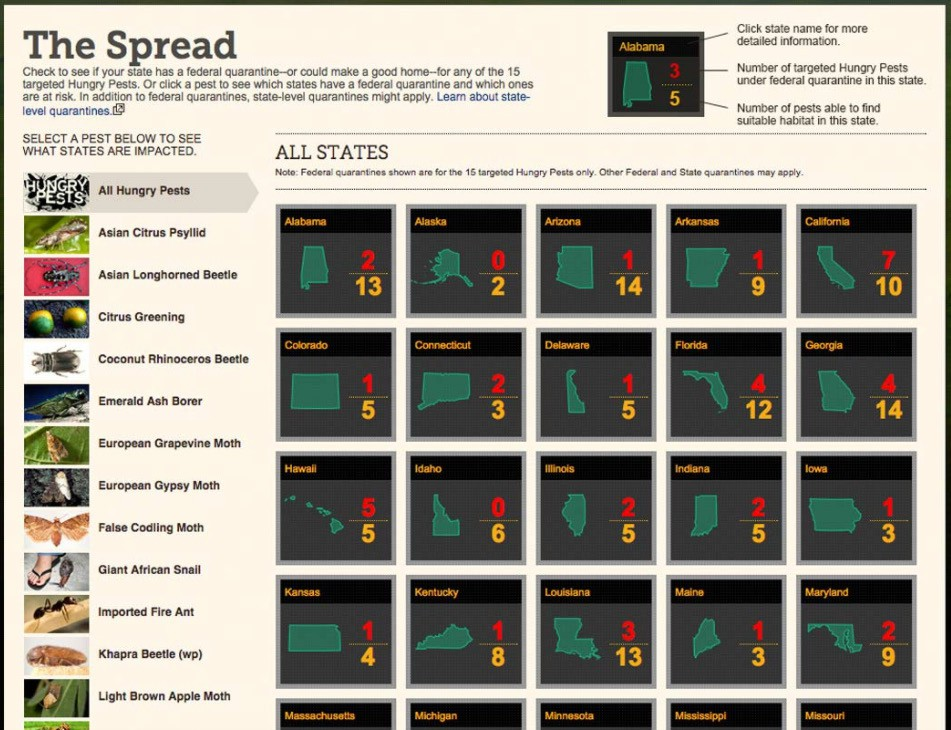 The Spread
Check to see if your state has a federal quarantine--or could make a good home--for any of the 15
targeted Hungry Pests. Or click a pest to see which states have a federal quarantine and which ones
are at risk. In addition to federal quarantines, state-level quarantines might apply. Learn about state-
level quarantines.
Alabama
3
5
Click state name for more
detailed information.
Number of targeted Hungry Pests
under federal quarantine in this state.
Number of pests able to find
suitable habitat in this state.
SELECT A PEST BELOW TO SEE
WHAT STATES ARE IMPACTED.
HUNGRY
PESTS
All Hungry Pests
Asian Citrus Psyllid
Asian Longhorned Beetle
Citrus Greening
Coconut Rhinoceros Beetle
Emerald Ash Borer
European Grapevine Moth
European Gypsy Moth
False Codling Moth
Giant African Snail
Imported Fire Ant
Khapra Beetle (wp)
Light Brown Apple Moth
ALL STATES
Note: Federal quarantines shown are for the 15 targeted Hungry Pests only. Other Federal and State quarantines may apply.
Alabama
2
13
Alaska
0
2
Arizona
1
14
Arkansas
1
9
California
7
10
Colorado
1
5
Connecticut
2
3
Delaware
1
5
Florida
4
12
Georgia
4
14
Hawaii
5
5
Idaho
0
6
Illinois
2
5
Indiana
2
5
Iowa
1
3
Kansas
1
4
Kentucky
1
8
Louisiana
3
13
Maine
1
3
Maryland
2
9
Massachusetts
Michigan
Minnesota
Mississippi
Missouri